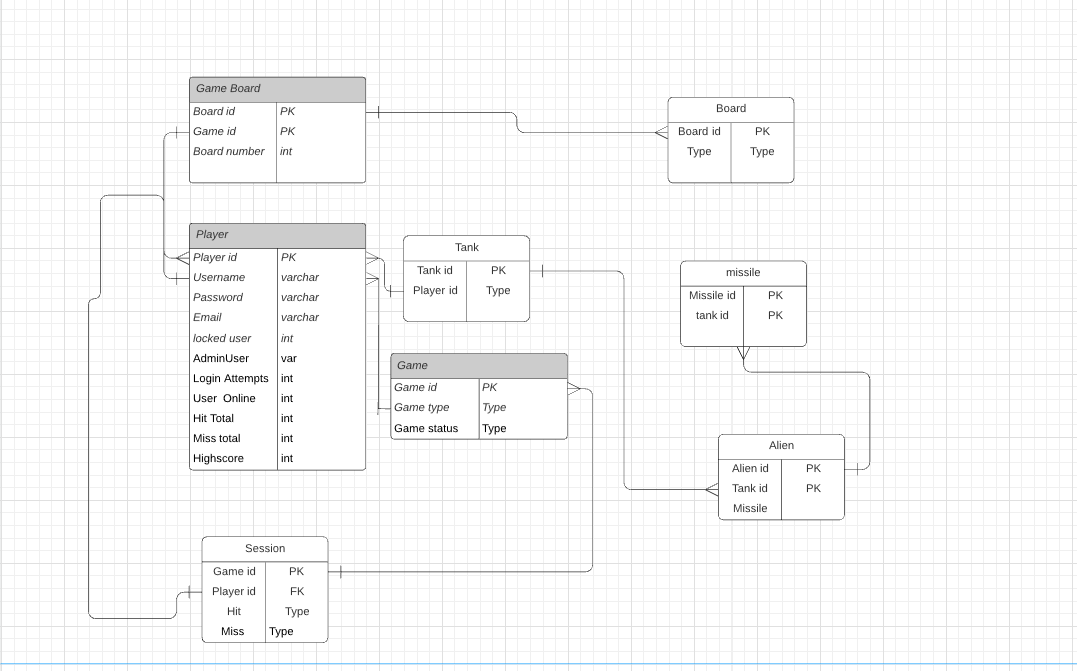 Game Board
Board id PK
Game id PK
Board number int
Board
Board id PK
Type Type
Player
Player id PK
Username varchar
Password varchar
Email varchar
locked user int
AdminUser var
Login Attempts int
User Online int
Hit Total int
Miss total int
Highscore int
Tank
Tank id PK
Player id Type
missile
Missile id PK
tank id PK
Game
Game id PK
Game type Type
Game status Type
Alien
Alien id PK
Tank id PK
Missile
Session
Game id PK
Player id FK
Hit Type
Miss Type